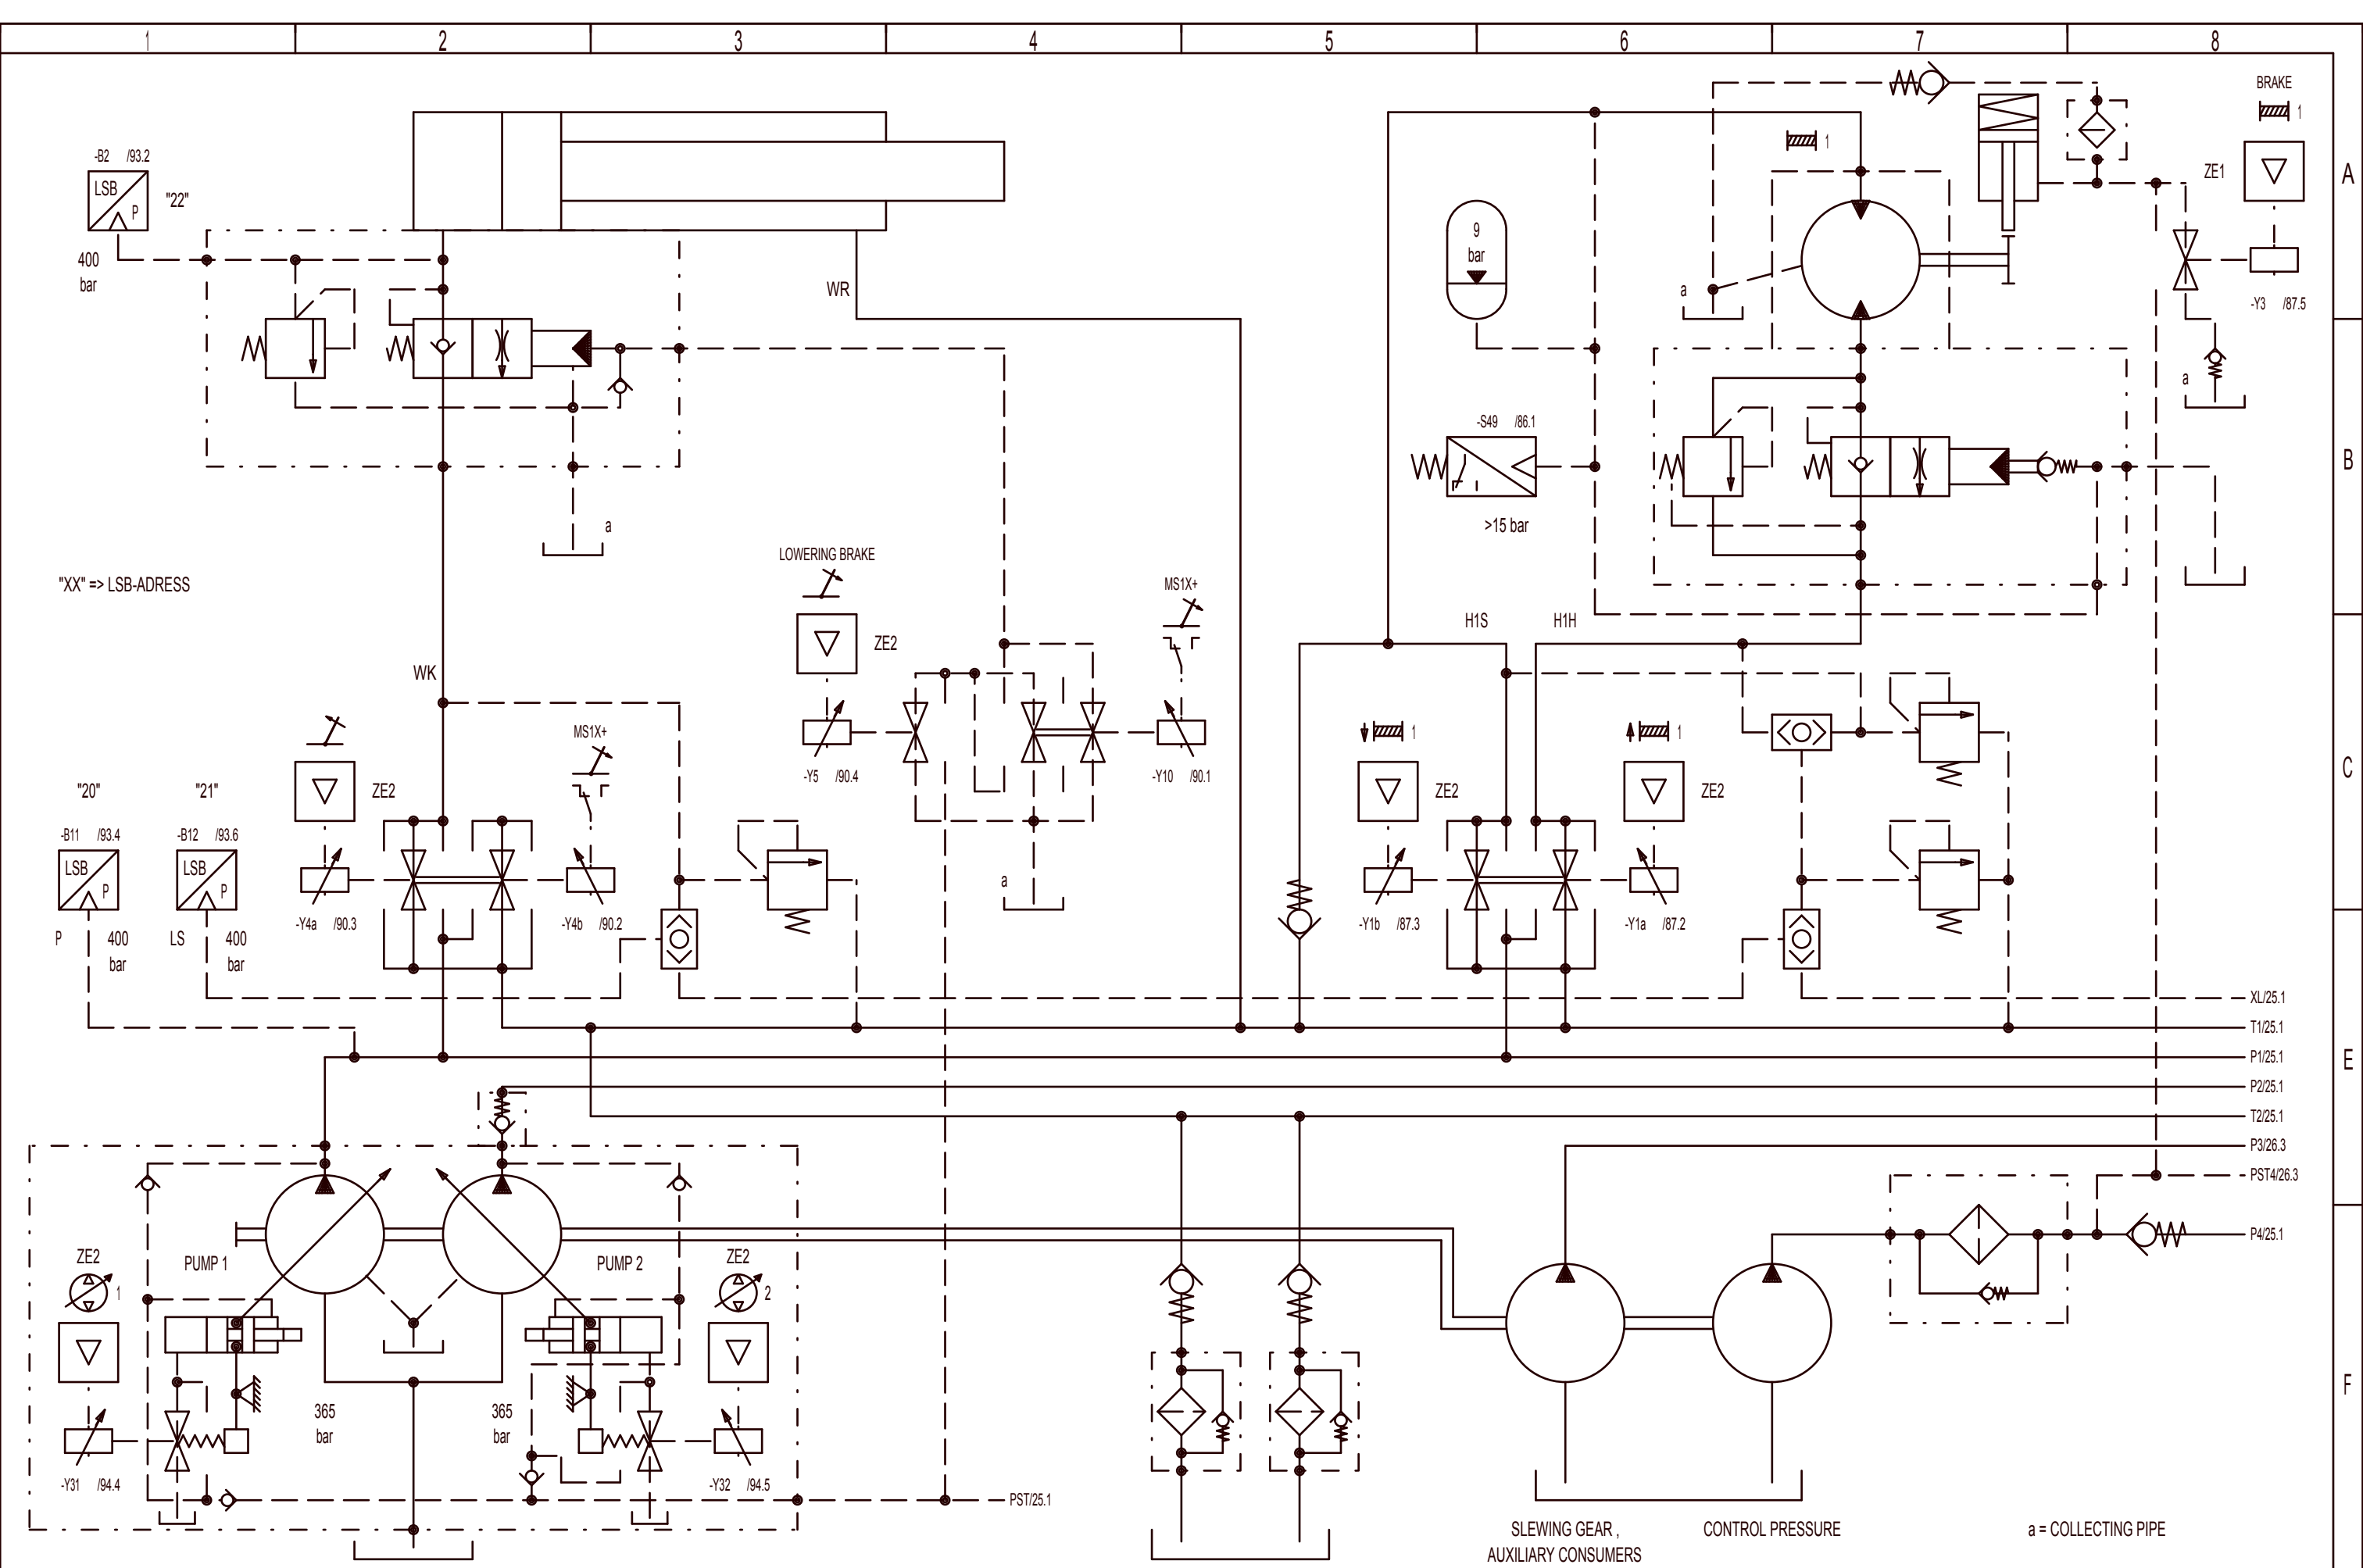 1 2 3 4 5 6 7 8
BRAKE
1
1
-B2 /93.2
LSB
P
"22"
ZE1
A
400
bar
WR
9
bar
a
-Y3 /87.5
a
-S49 /86.1
B
>15 bar
a
LOWERING BRAKE
"XX" => LSB-ADRESS
MS1X+
H1S
H1H
ZE2
WK
MS1X+
1
1
-Y5 /90.4
-Y10 /90.1
C
"20"
"21"
ZE2
ZE2
ZE2
-B11 /93.4
-B12 /93.6
LSB
P
LSB
P
a
-Y4a /90.3
-Y4b /90.2
-Y1b /87.3
-Y1a /87.2
P
400
bar
LS
400
bar
XL/25.1
T1/25.1
P1/25.1
E
P2/25.1
T2/25.1
P3/26.3
PST4/26.3
P4/25.1
ZE2
PUMP 1
PUMP 2
ZE2
1
2
F
365
bar
365
bar
-Y31 /94.4
-Y32 /94.5
PST/25.1
SLEWING GEAR ,
AUXILIARY CONSUMERS
CONTROL PRESSURE
a = COLLECTING PIPE